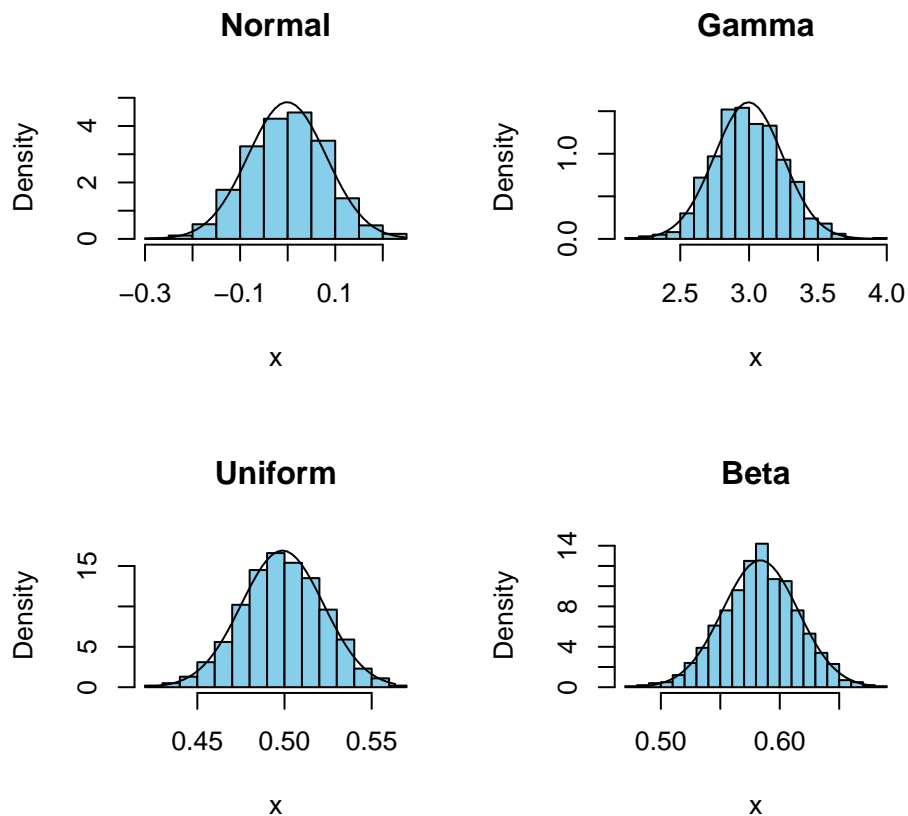 Normal
Density
0 2 4
−0.3 −0.1 0.1
x
Gamma
Density
0.0 1.0
2.5 3.0 3.5 4.0
x
Uniform
Density
0 5 15
0.45 0.50 0.55
x
Beta
Density
0 4 8 14
0.50 0.60
x